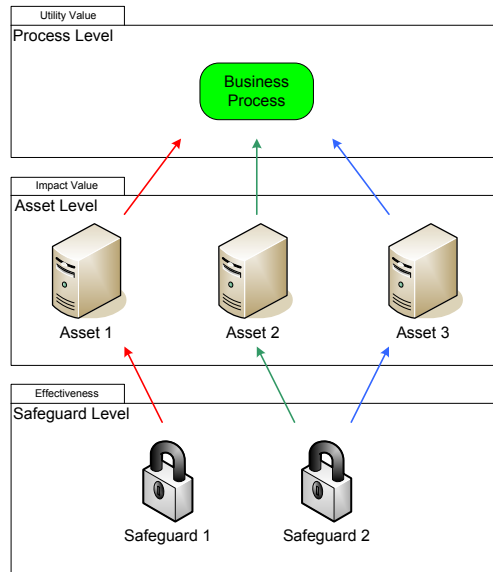 Utility Value
Process Level
Business
Process
Impact Value
Asset Level
Asset 1
Asset 2
Asset 3
Effectiveness
Safeguard Level
Safeguard 1
Safeguard 2